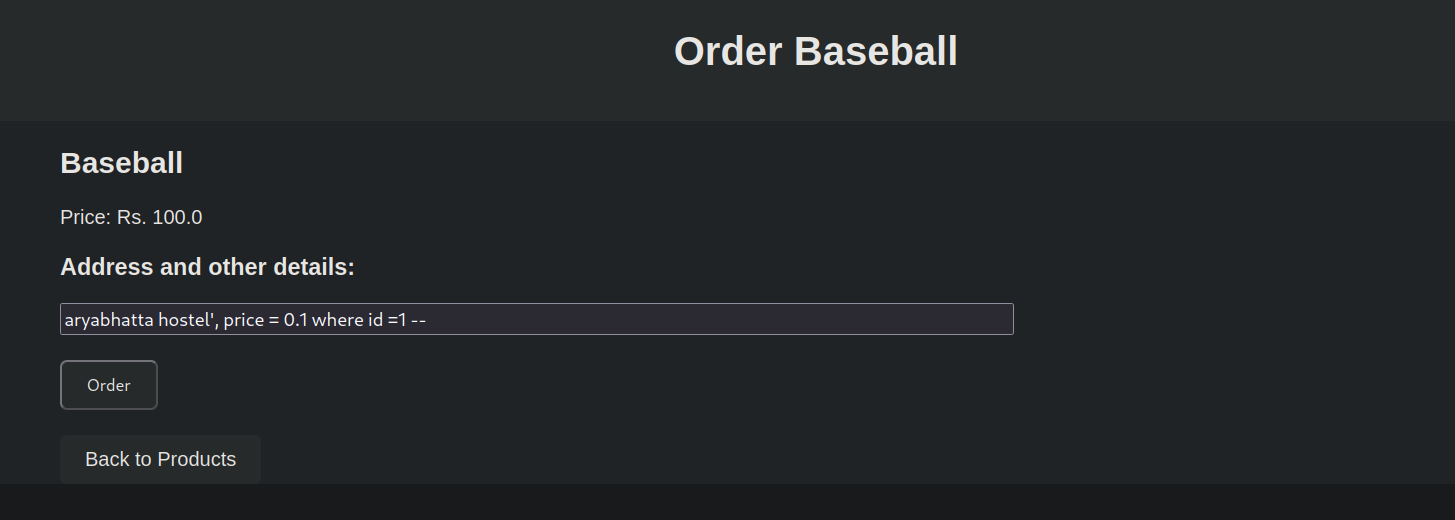 Order Baseball
Baseball
Price: Rs. 100.0
Address and other details:
aryabhatta hostel', price = 0.1 where id =1 --
Order
Back to Products